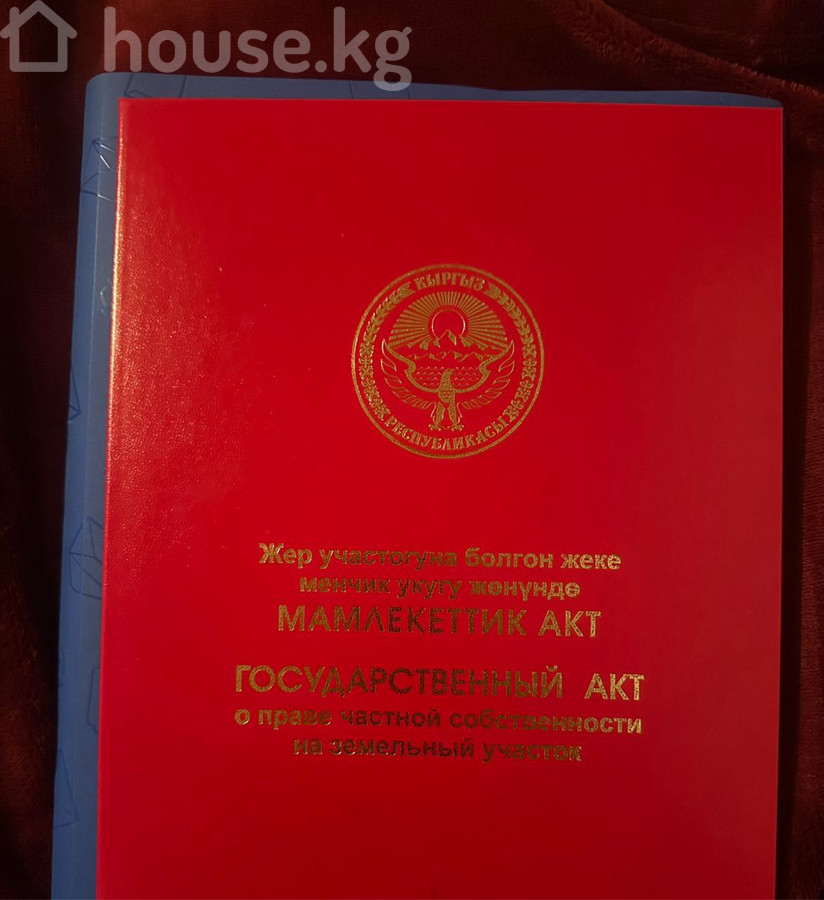 house.kg
КЫРГЫЗ
РЕСПУБЛИКАСЫ
Жер участогуна болгон жеке
менчик укугу жөнүндө
МАМЛЕКЕТТИК АКТ
ГОСУДАРСТВЕННЫЙ АКТ
о праве частной собственности
на земельный участок